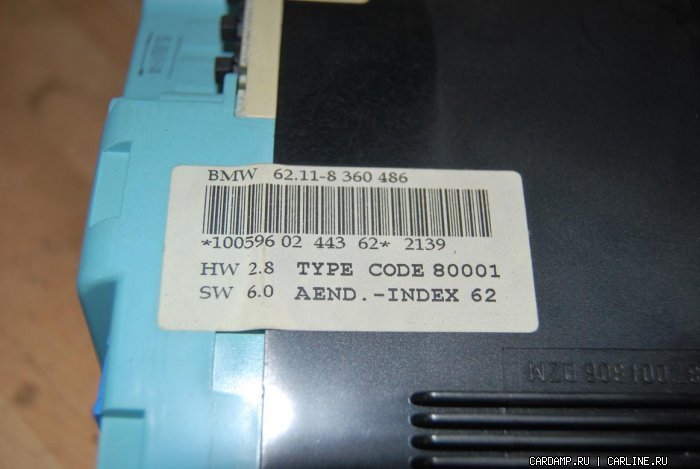 BMW 62.11-8 360 486
*100596 02 443 62* 2139
HW 2.8 TYPE CODE 80001
SW 6.0 AEND.-INDEX 62
CARDAMP.RU | CARLINE.RU